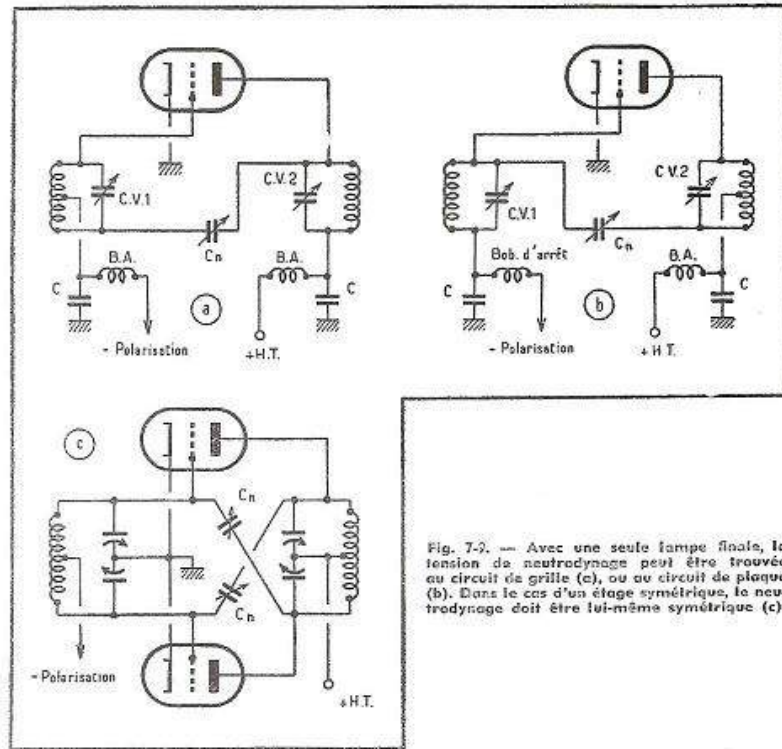 C.V.1
C.V.2
Cn
B.A.
B.A.
C
C
a
- Polarisation
+H.T.
C.V.1
C.V.2
Cn
Bob. d'arrêt
B.A.
C
C
b
- Polarisation
+ H.T.
c
Cn
Cn
- Polarisation
+H.T.
Fig. 7-9. — Avec une seule lampe finale, la
tension de neutrodynage peut être trouvée
au circuit de grille (a), ou au circuit de plaque
(b). Dans le cas d'un étage symétrique, le neu-
trodynage doit être lui-même symétrique (c)